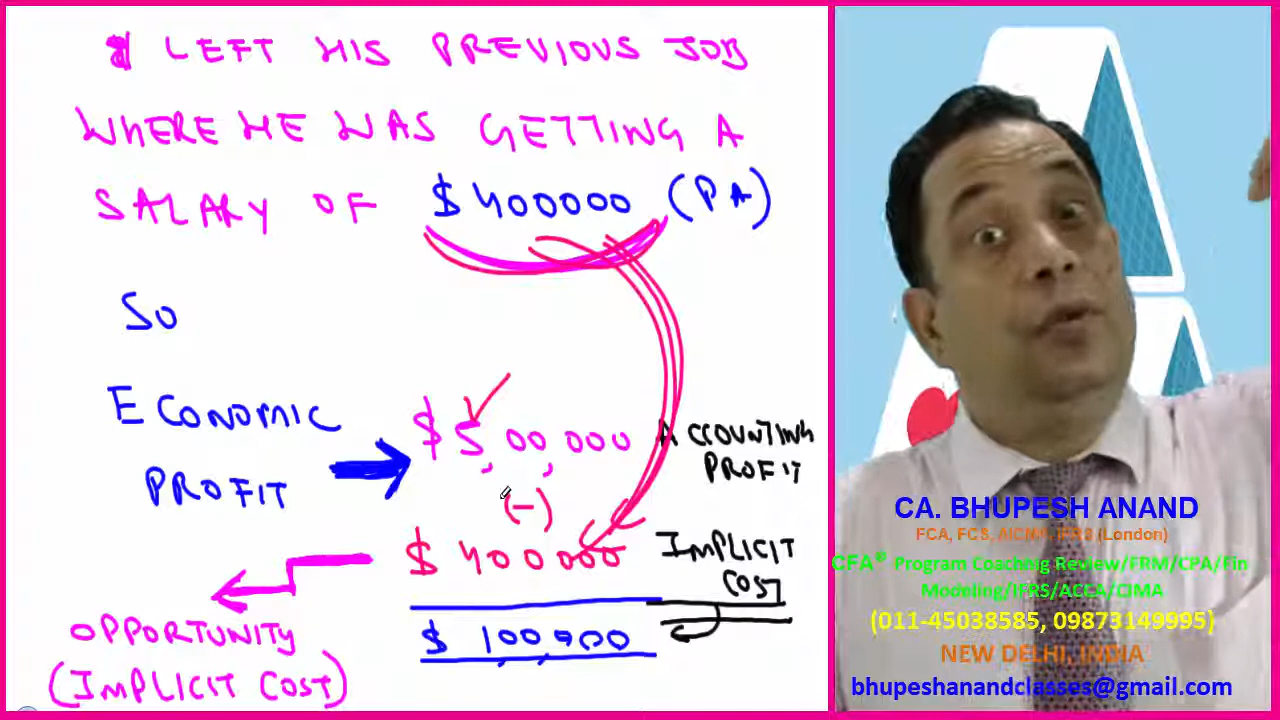 LEFT HIS PREVIOUS JOB
WHERE HE WAS GETTING A
SALARY OF $400000 (PA)
SO
ECONOMIC
PROFIT
$5,00,000
ACCOUNTING
PROFIT
(-)
$400000
IMPLICIT
COST
$100,000
OPPORTUNITY
(IMPLICIT COST)
CA. BHUPESH ANAND
FCA, FCS, AICMA, IFRS (London)
CFA® Program Coachhig Review/FRM/CPA/Fin
Modeling/IFRS/ACCA/CIMA
(011-45038585, 09873149995)
NEW DELHI, INDIA
bhupeshanandclasses@gmail.com